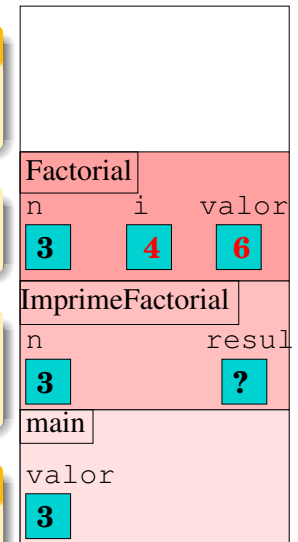 Factorial
n i valor
3 4 6
ImprimeFactorial
n resul
3 ?
main
valor
3